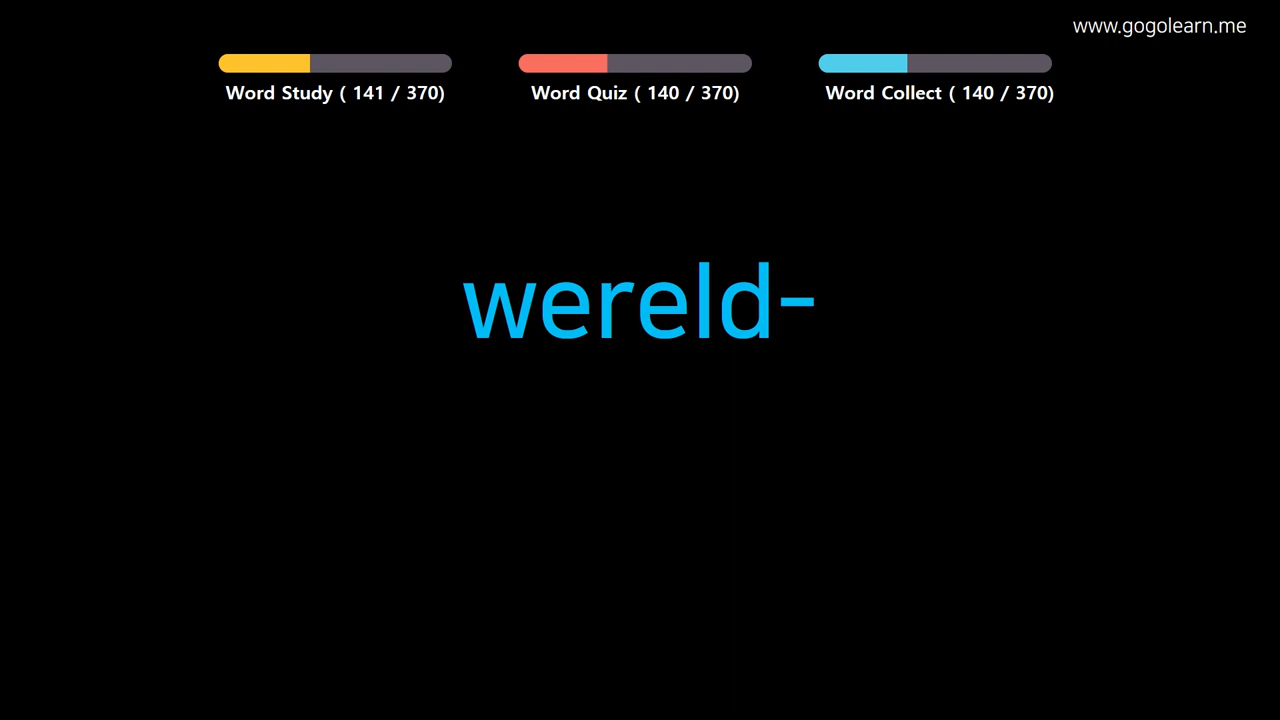 www.gogolearn.me
Word Study ( 141 / 370)
Word Quiz ( 140 / 370)
Word Collect ( 140 / 370)
wereld-